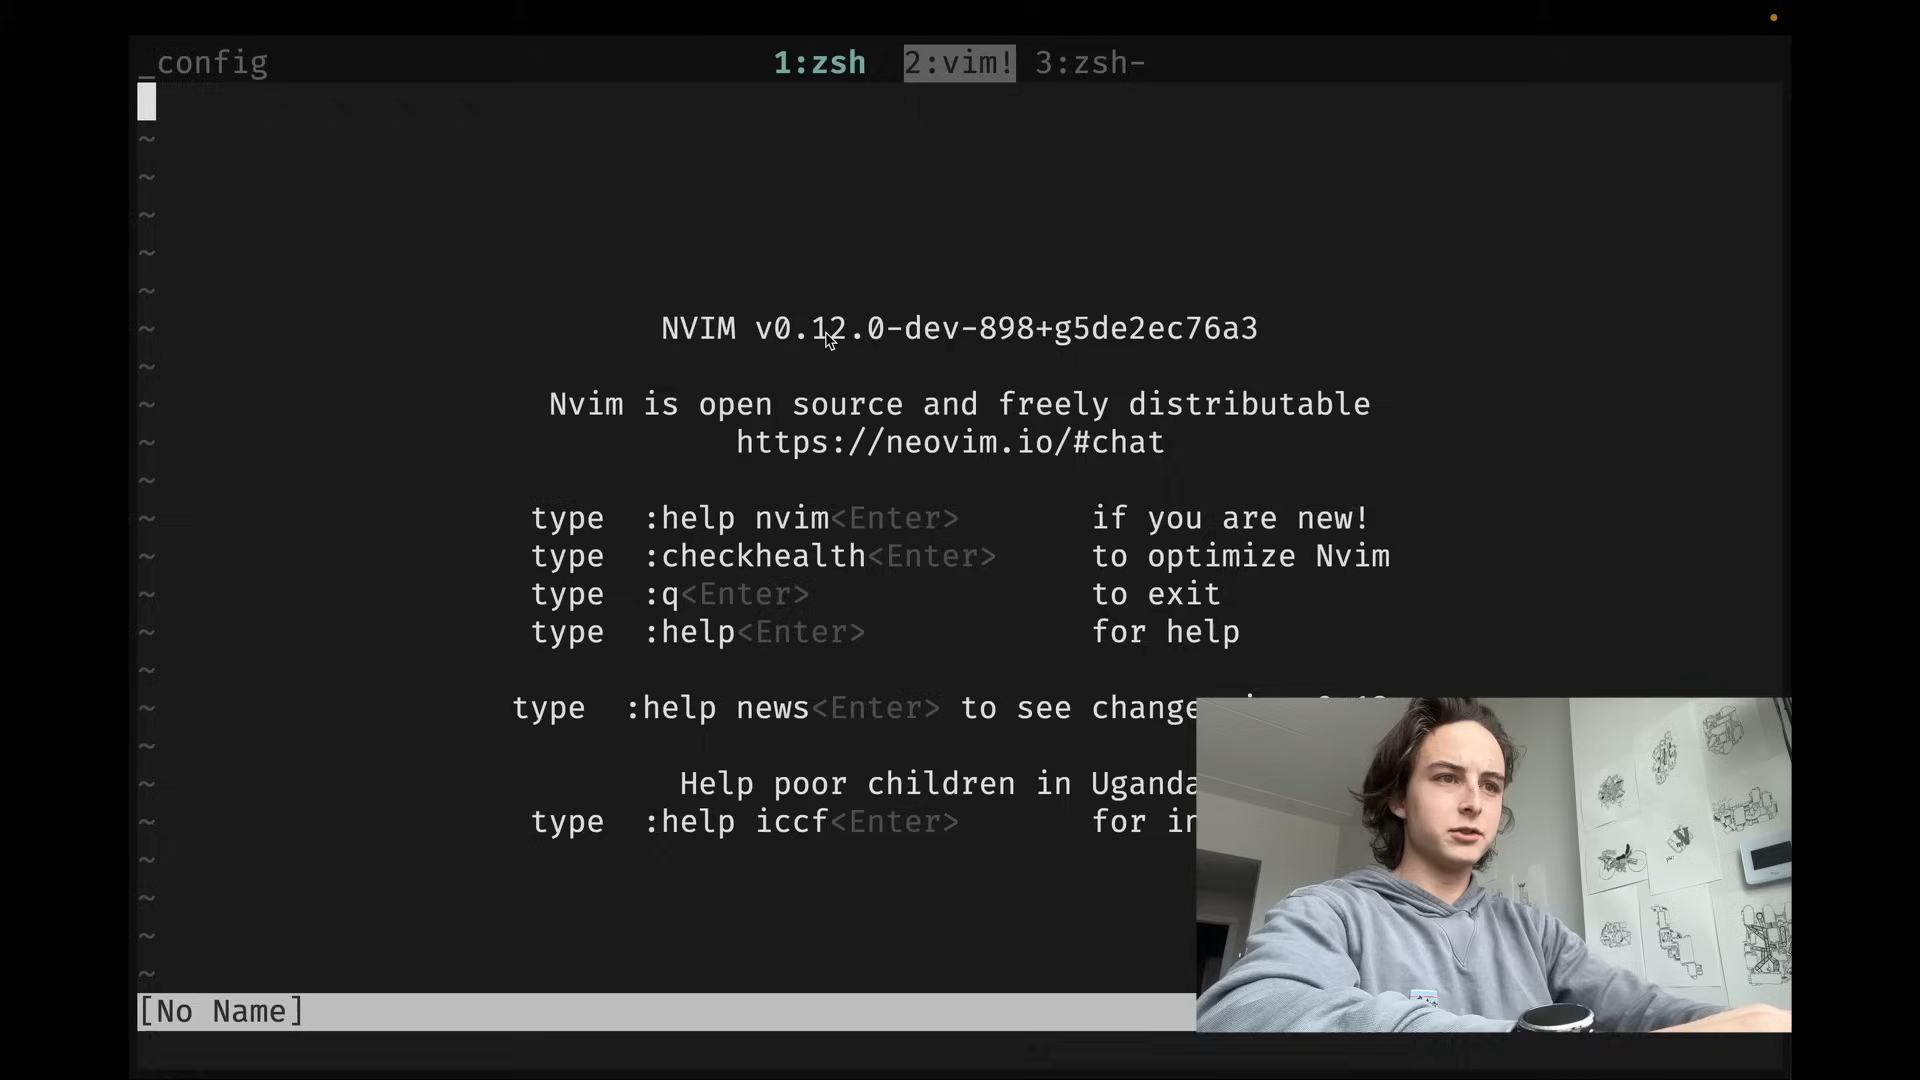 _config 1:zsh 2:vim! 3:zsh-
~
~
~
~
~
~
NVIM v0.12.0-dev-898+g5de2ec76a3
~
~
Nvim is open source and freely distributable
~
https://neovim.io/#chat
~
~
type :help nvim<Enter> if you are new!
~
type :checkhealth<Enter> to optimize Nvim
~
type :q<Enter> to exit
~
type :help<Enter> for help
~
~
type :help news<Enter> to see change
~
~
Help poor children in Uganda
~
type :help iccf<Enter> for
~
~
~
~
[No Name]